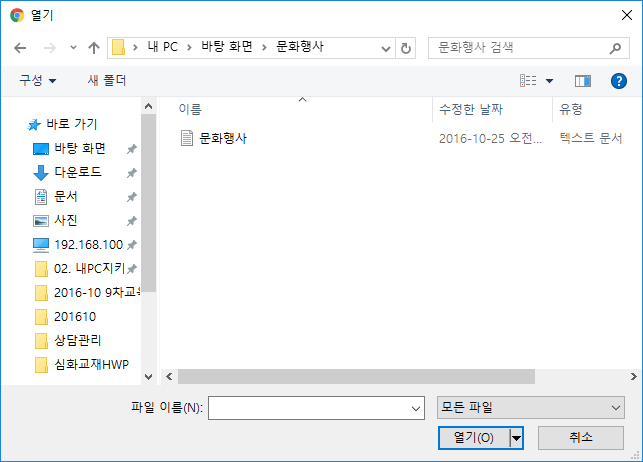 열기
내 PC 바탕 화면 문화행사 문화행사 검색
구성 새 폴더
이름 수정한 날짜 유형
문화행사 2016-10-25 오전... 텍스트 문서
바로 가기
바탕 화면
다운로드
문서
사진
192.168.100
02. 내PC지키
2016-10 9차교육
201610
상담관리
심화교재HWP
파일 이름(N): 모든 파일
열기(O) 취소